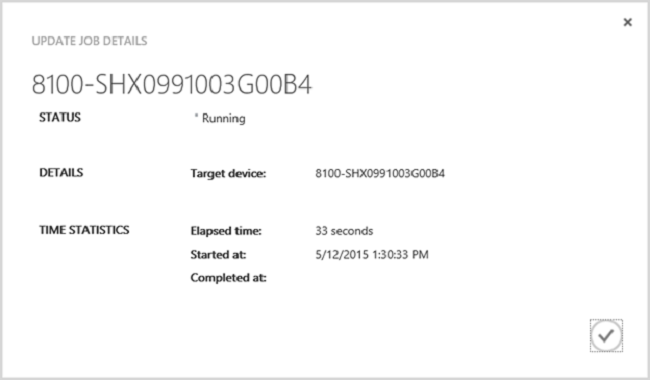 UPDATE JOB DETAILS
8100-SHX0991003G00B4
STATUS Running
DETAILS Target device: 8100-SHX0991003G00B4
TIME STATISTICS Elapsed time: 33 seconds
Started at: 5/12/2015 1:30:33 PM
Completed at: